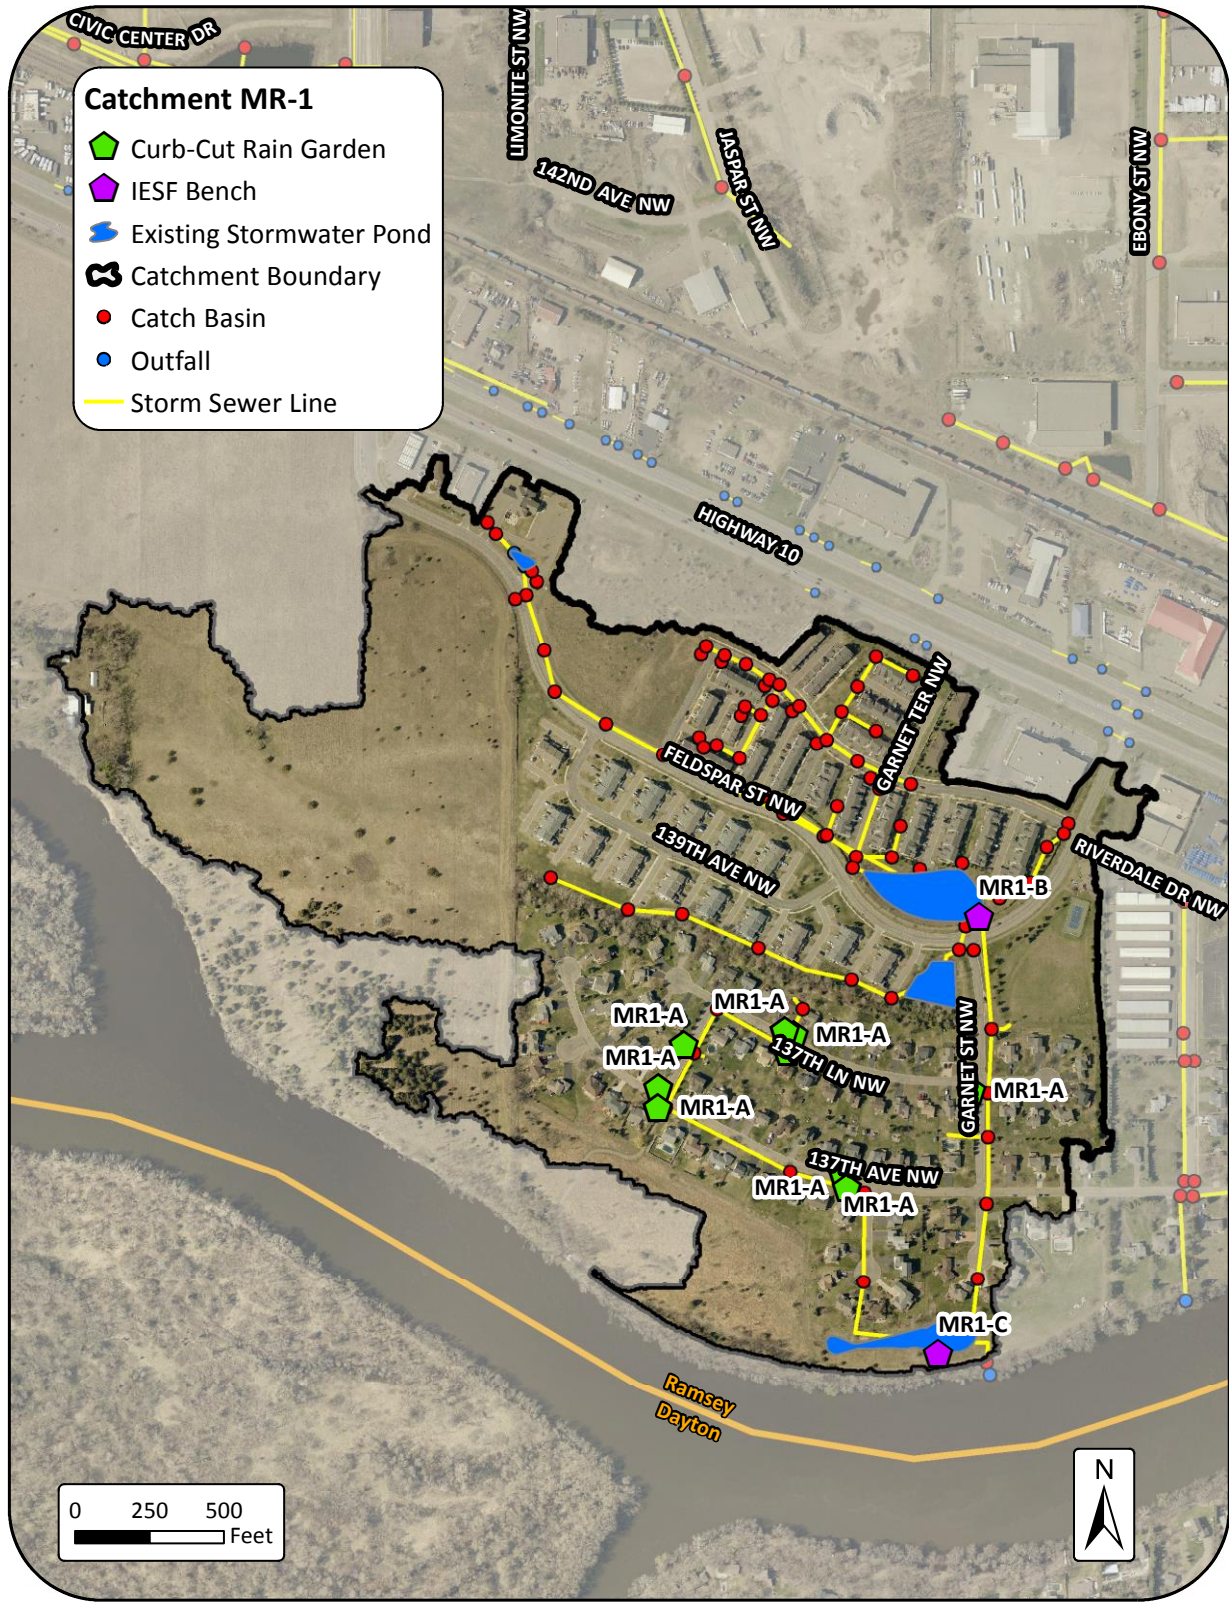 CIVIC CENTER DR
LIMONITE ST NW
JASPAR ST NW
EBONY ST NW
142ND AVE NW
Catchment MR-1
Curb-Cut Rain Garden
IESF Bench
Existing Stormwater Pond
Catchment Boundary
Catch Basin
Outfall
Storm Sewer Line
HIGHWAY 10
GARNET TER NW
FELDSPAR ST NW
139TH AVE NW
RIVERDALE DR NW
MR1-B
MR1-A
MR1-A
MR1-A
MR1-A
137TH LN NW
GARNET ST NW
MR1-A
MR1-A
137TH AVE NW
MR1-A
MR1-A
MR1-C
Ramsey
Dayton
N
0 250 500
Feet